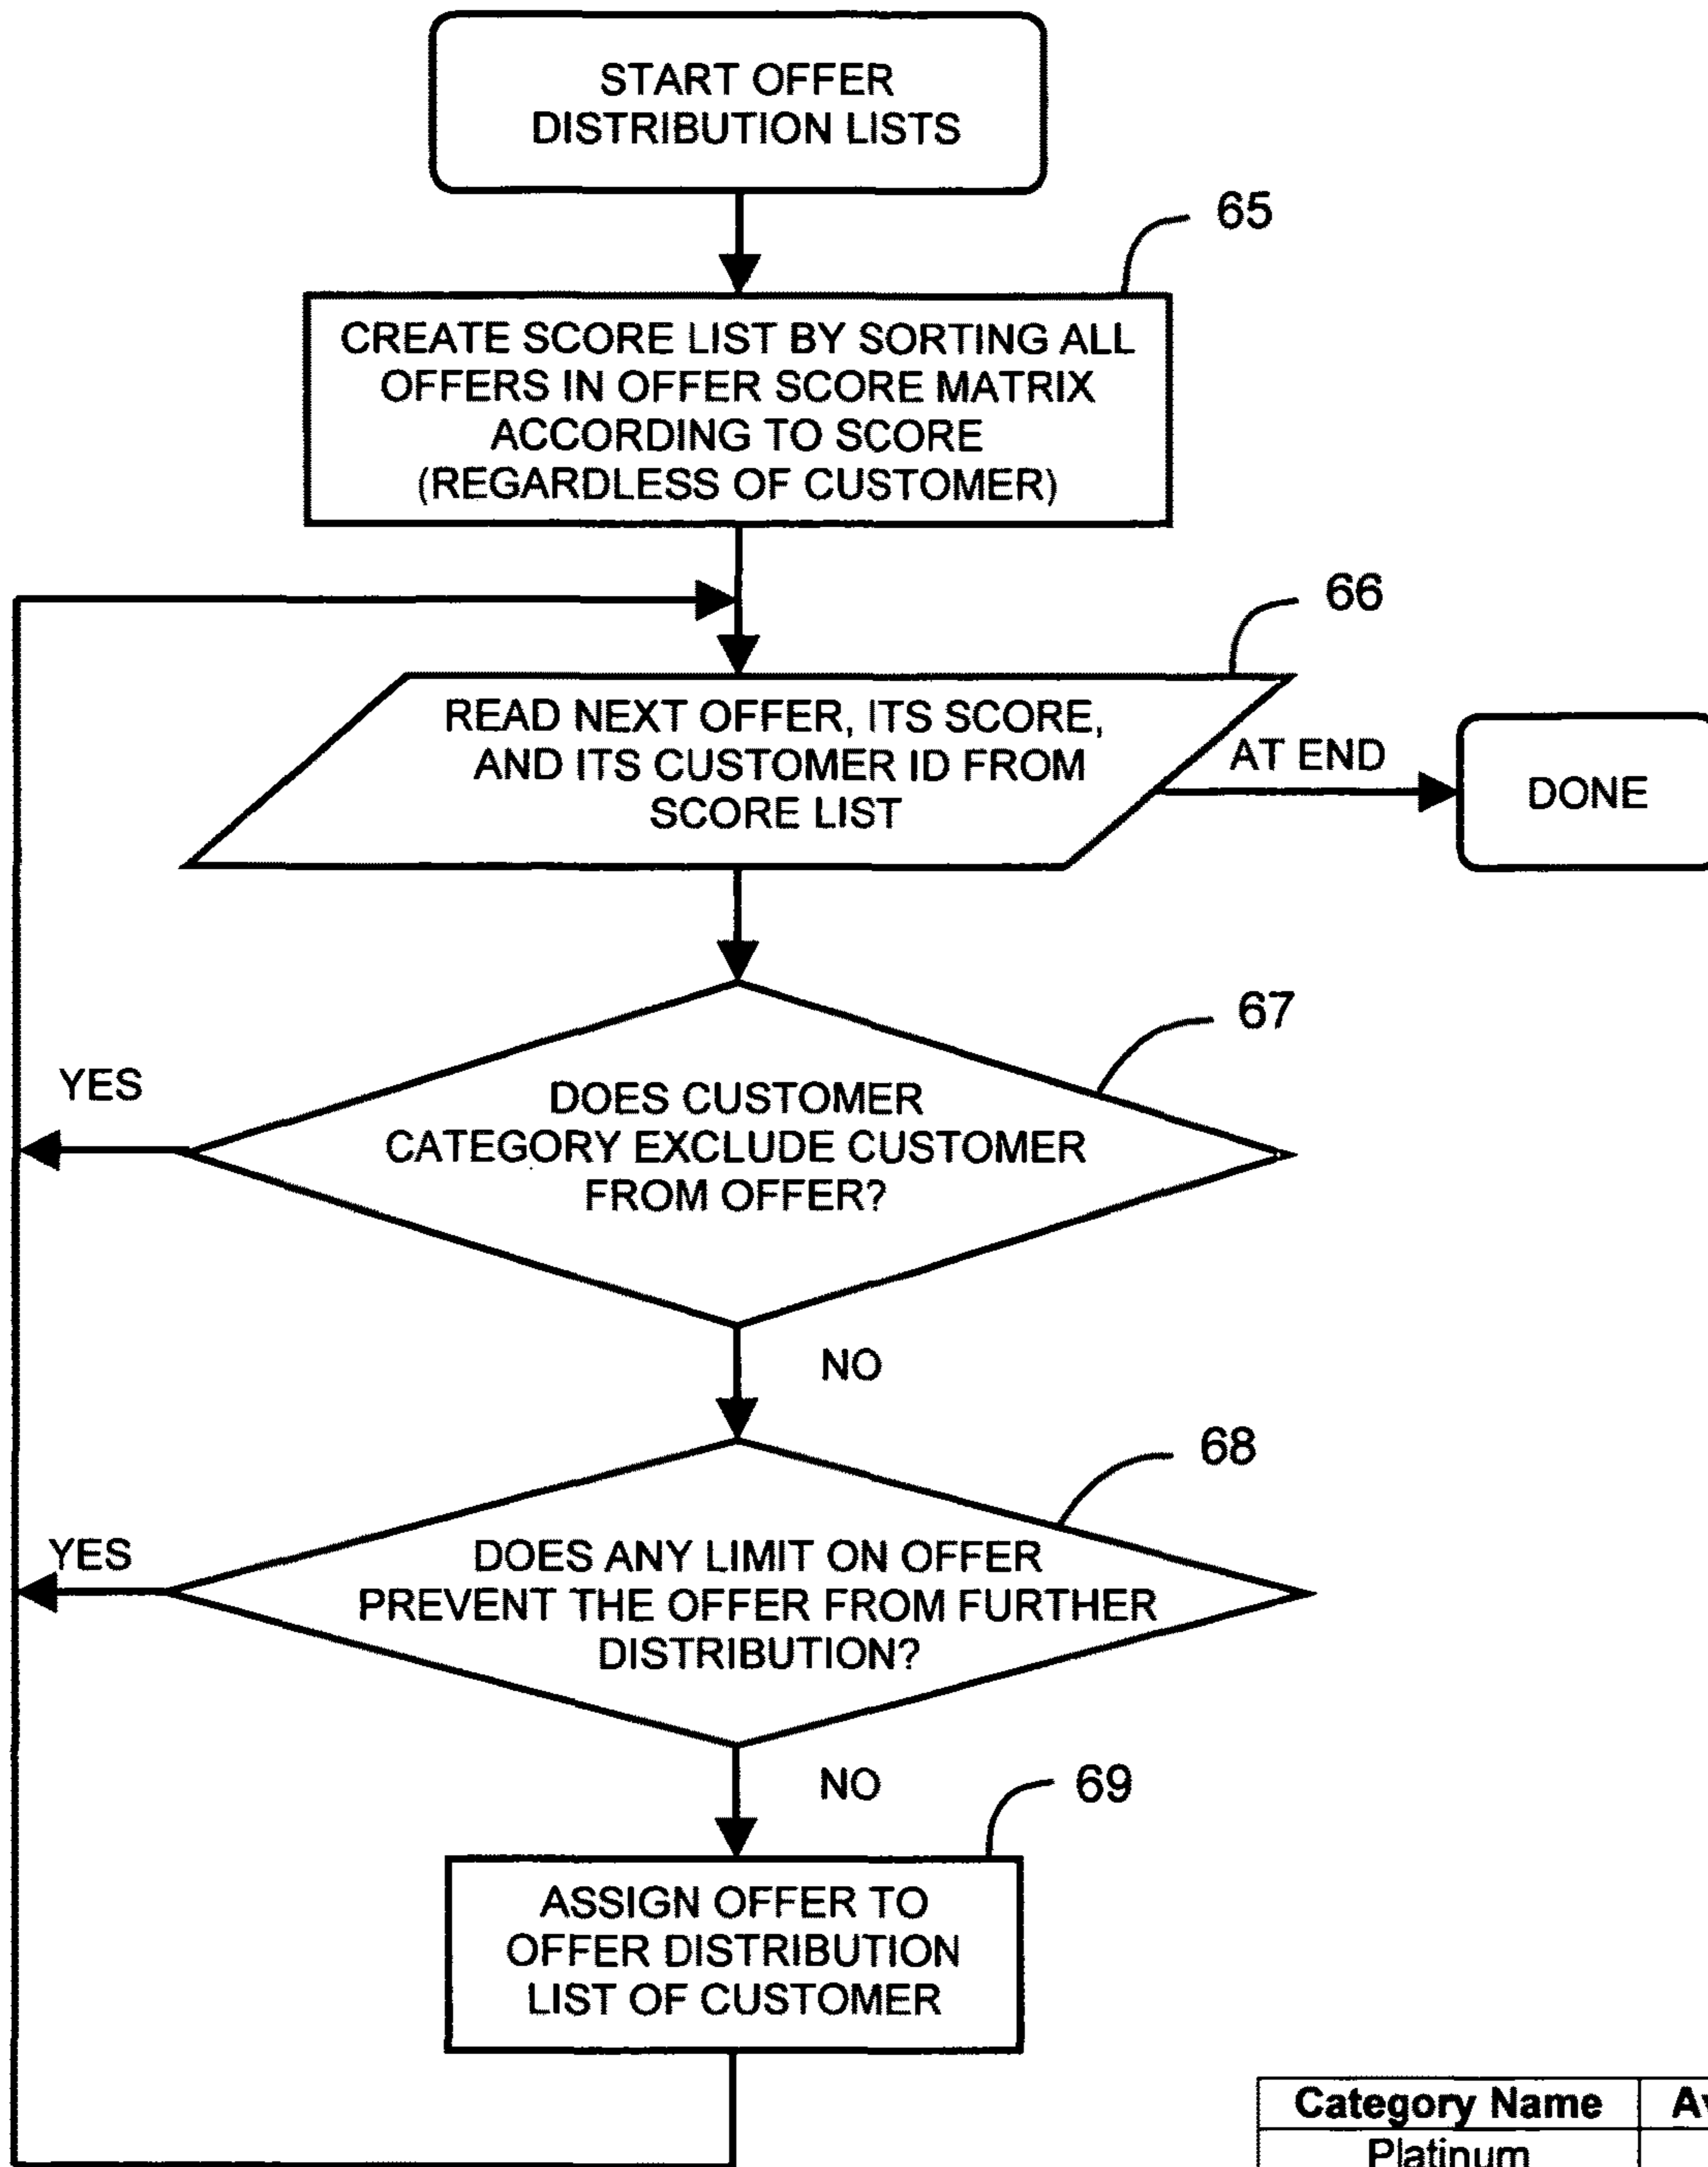 START OFFER
DISTRIBUTION LISTS
65
CREATE SCORE LIST BY SORTING ALL
OFFERS IN OFFER SCORE MATRIX
ACCORDING TO SCORE
(REGARDLESS OF CUSTOMER)
66
READ NEXT OFFER, ITS SCORE,
AND ITS CUSTOMER ID FROM
SCORE LIST
AT END
DONE
67
YES
DOES CUSTOMER
CATEGORY EXCLUDE CUSTOMER
FROM OFFER?
NO
68
YES
DOES ANY LIMIT ON OFFER
PREVENT THE OFFER FROM FURTHER
DISTRIBUTION?
NO
69
ASSIGN OFFER TO
OFFER DISTRIBUTION
LIST OF CUSTOMER
Category Name
Platinum